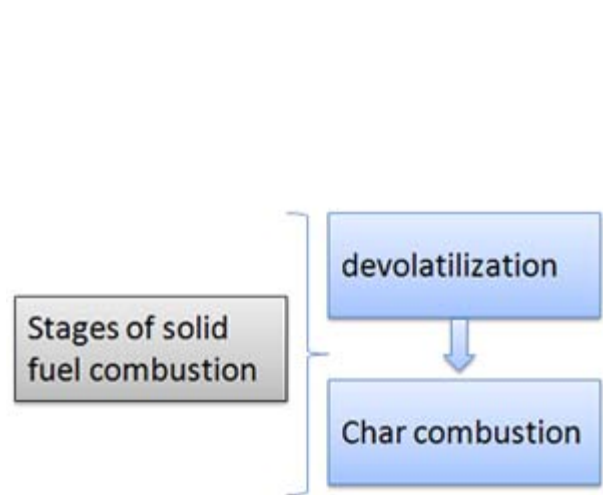 Stages of solid
fuel combustion
devolatilization
Char combustion